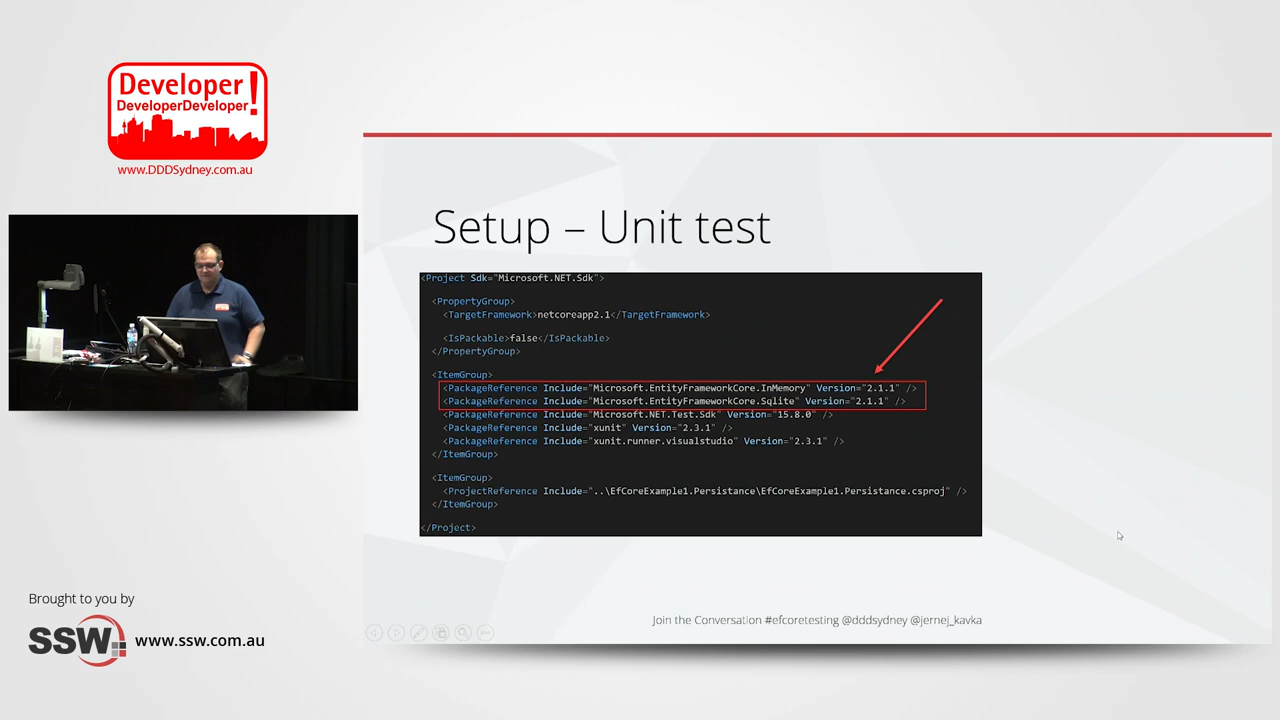 Developer!
DeveloperDeveloper
www.DDDSydney.com.au
Setup – Unit test
<Project Sdk="Microsoft.NET.Sdk">
<PropertyGroup>
<TargetFramework>netcoreapp2.1</TargetFramework>
<IsPackable>false</IsPackable>
</PropertyGroup>
<ItemGroup>
<PackageReference Include="Microsoft.EntityFrameworkCore.InMemory" Version="2.1.1" />
<PackageReference Include="Microsoft.EntityFrameworkCore.Sqlite" Version="2.1.1" />
<PackageReference Include="Microsoft.NET.Test.Sdk" Version="15.8.0" />
<PackageReference Include="xunit" Version="2.3.1" />
<PackageReference Include="xunit.runner.visualstudio" Version="2.3.1" />
</ItemGroup>
<ItemGroup>
<ProjectReference Include="..\EfCoreExample1.Persistance\EfCoreExample1.Persistance.csproj" />
</ItemGroup>
</Project>
Join the Conversation #efcoretesting @dddsydney @jernej_kavka
Brought to you by
SSW www.ssw.com.au